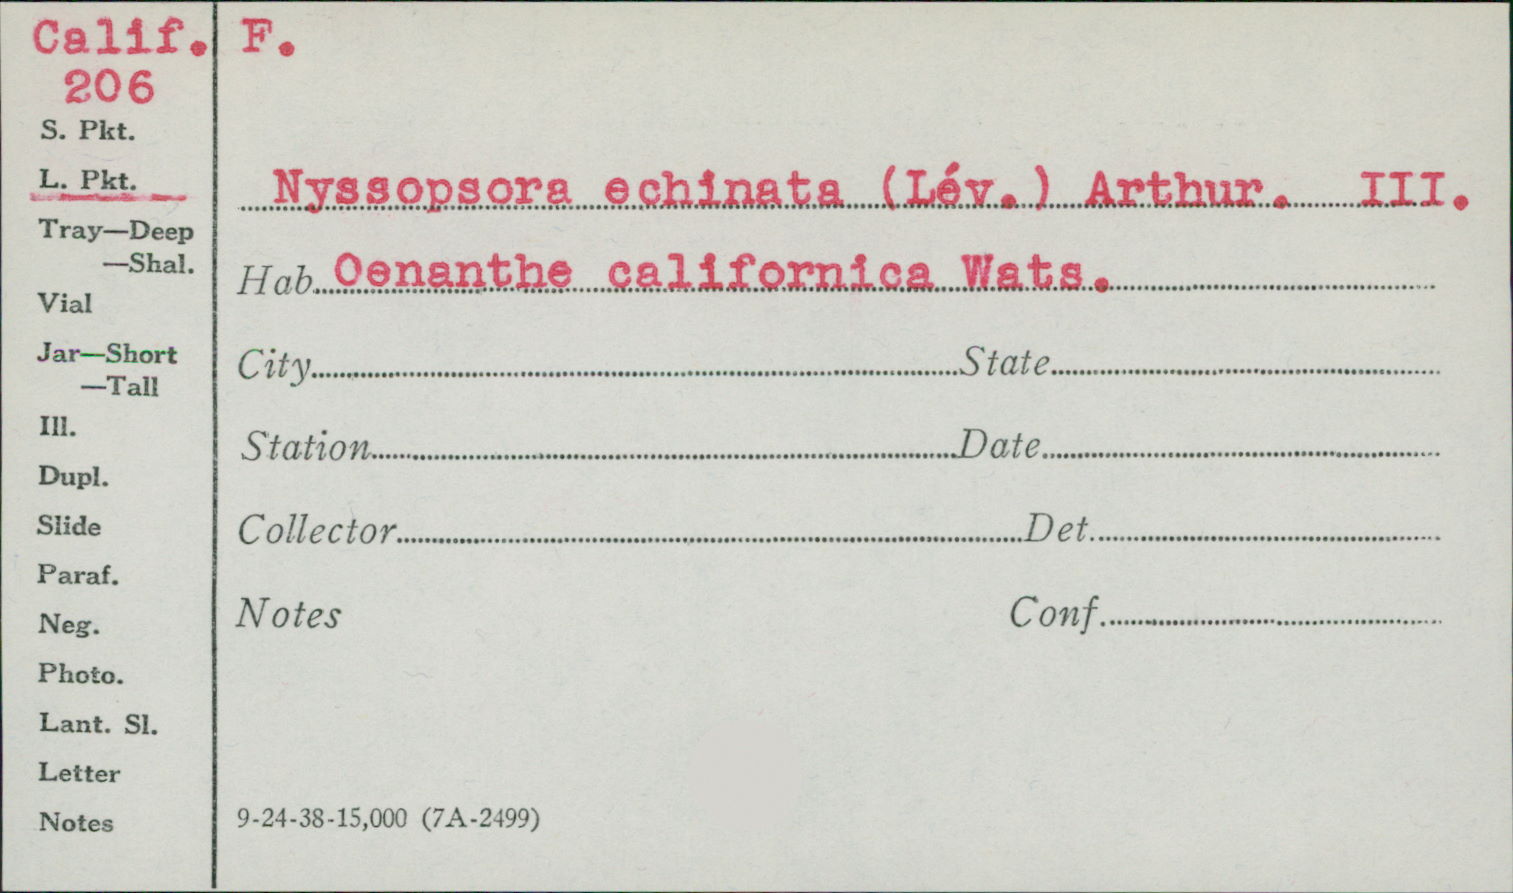 Calif. F.
206
S. Pkt.
L. Pkt.
Nyssopsora echinata (Lév.) Arthur. III.
Tray—Deep
—Shal.
Hab. Oenanthe californica Wats.
Vial
Jar—Short
—Tall
City State
Ill.
Station Date
Dupl.
Slide
Collector Det.
Paraf.
Neg.
Notes Conf.
Photo.
Lant. Sl.
Letter
Notes
9-24-38-15,000 (7A-2499)